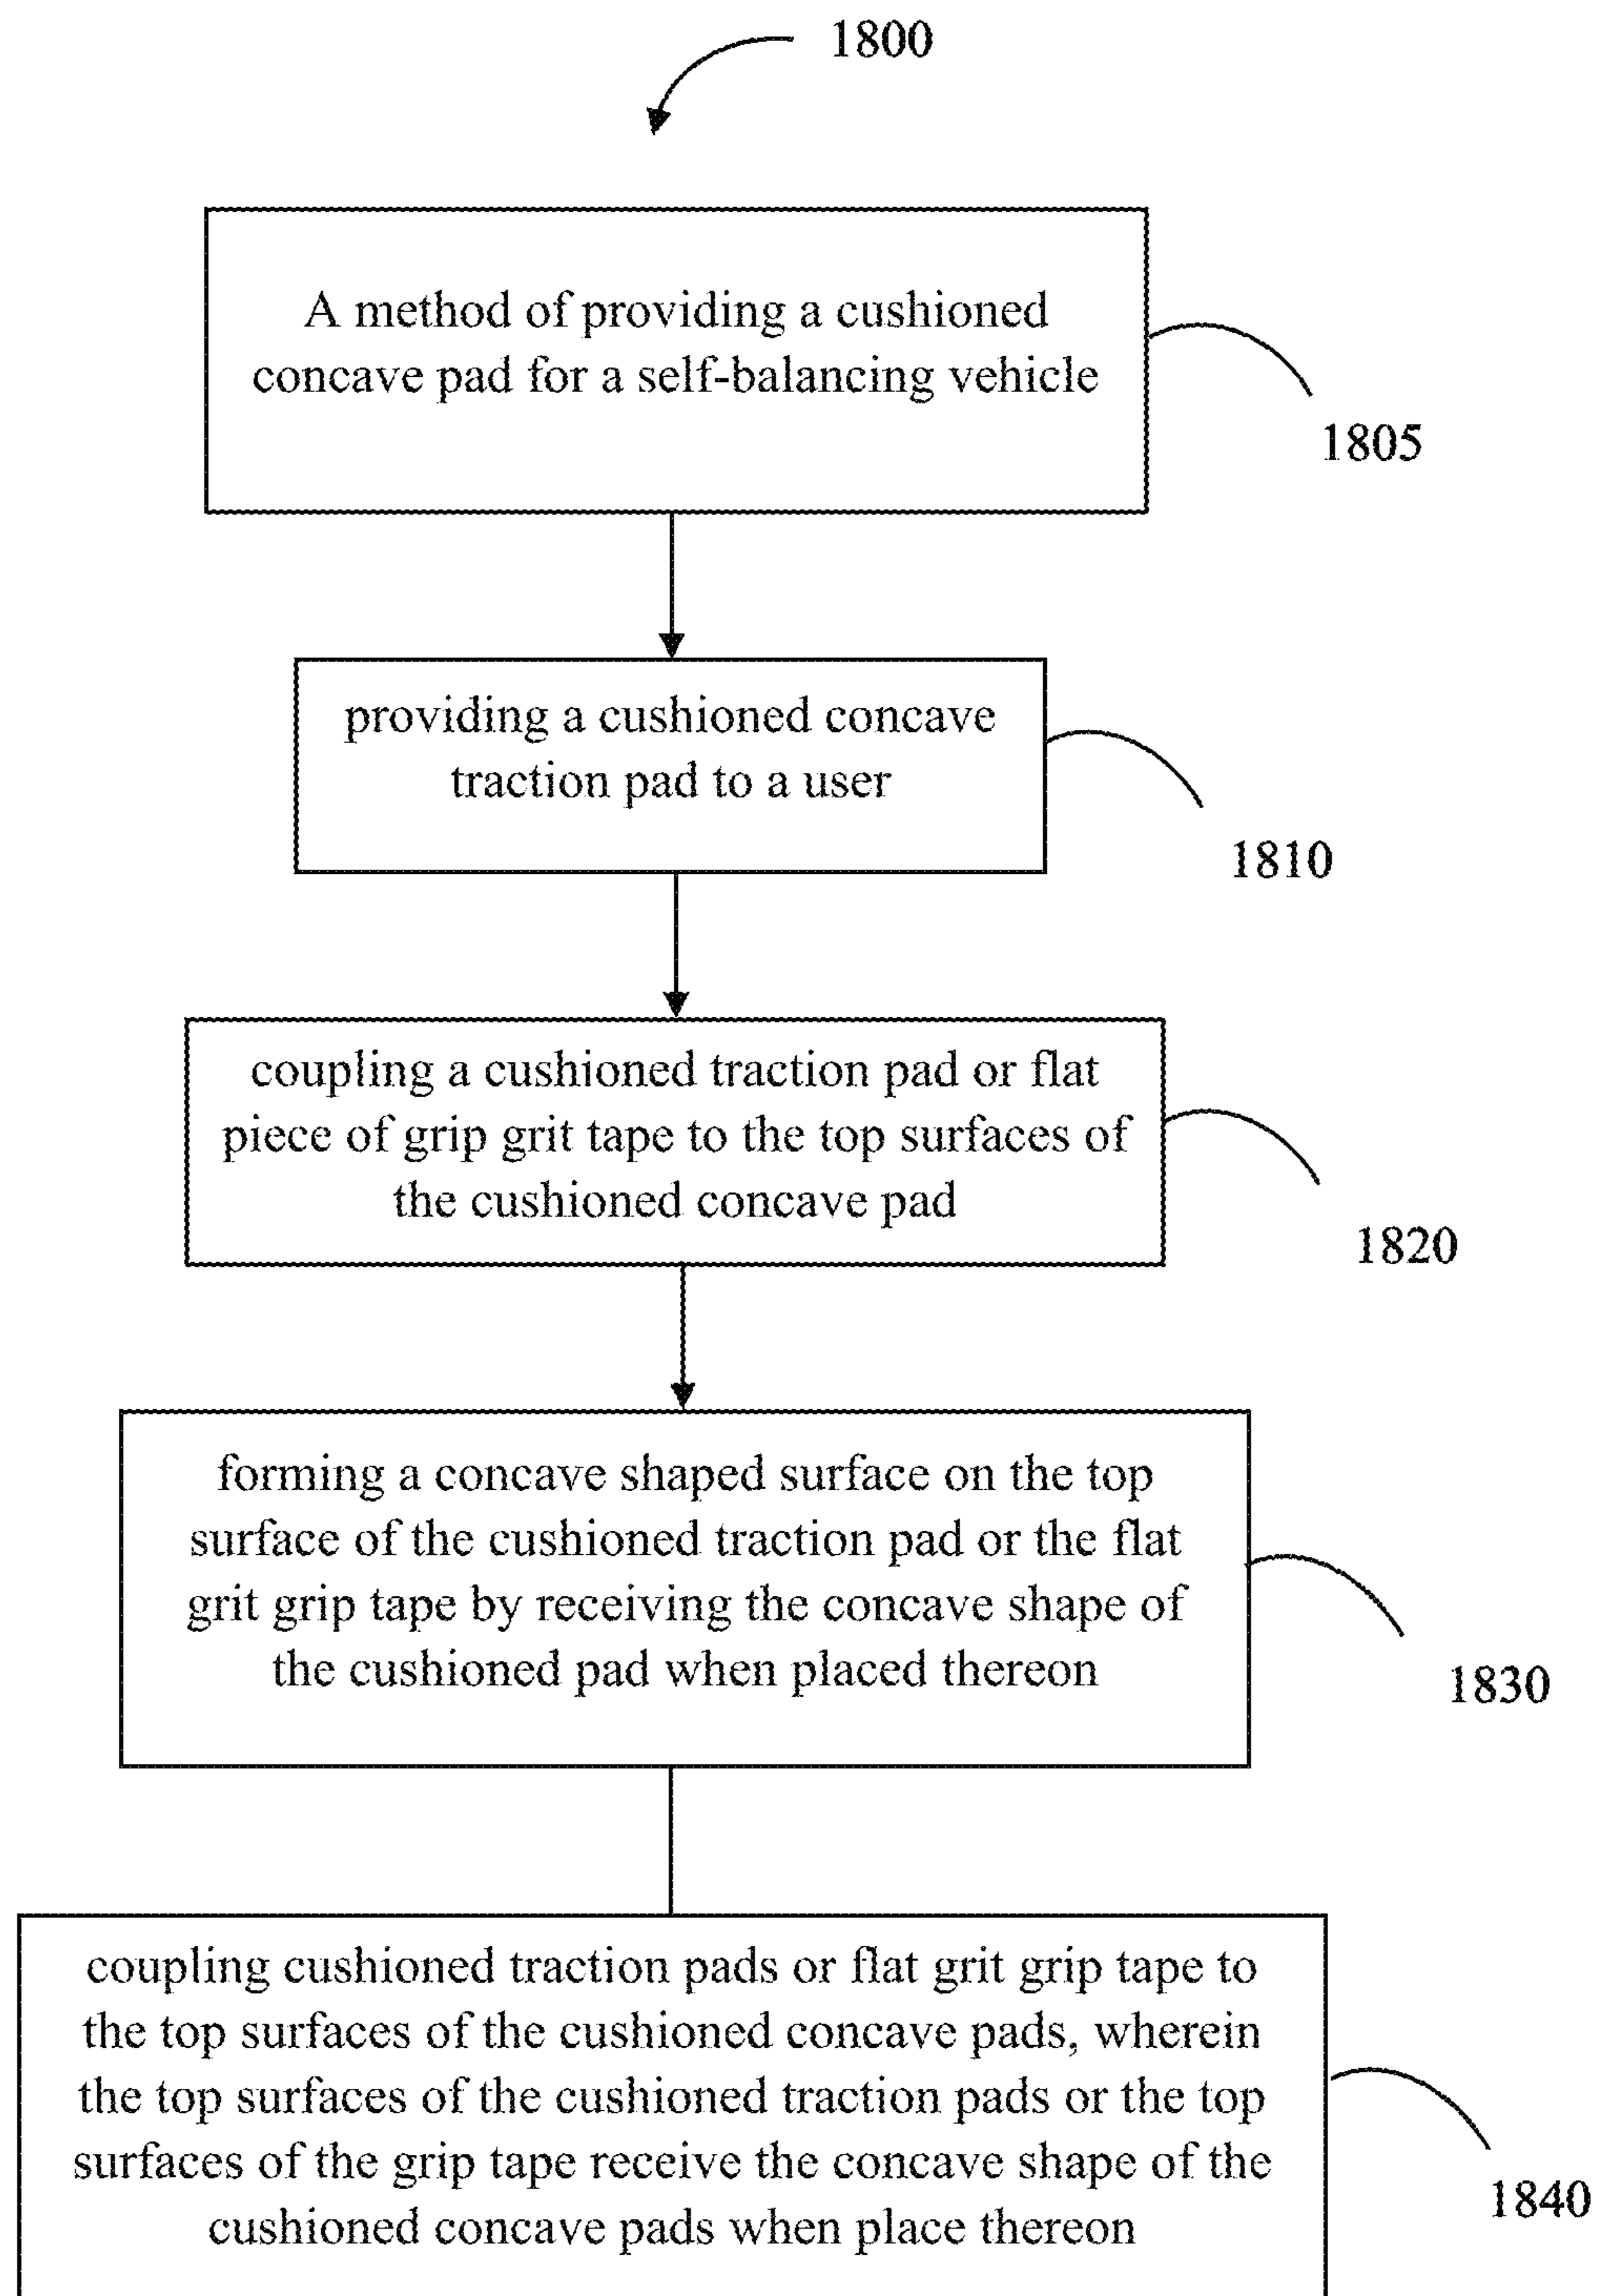 1800
A method of providing a cushioned
concave pad for a self-balancing vehicle
1805
providing a cushioned concave
traction pad to a user
1810
coupling a cushioned traction pad or flat
piece of grip grit tape to the top surfaces of
the cushioned concave pad
1820
forming a concave shaped surface on the top
surface of the cushioned traction pad or the flat
grit grip tape by receiving the concave shape of
the cushioned pad when placed thereon
1830
coupling cushioned traction pads or flat grit grip tape to
the top surfaces of the cushioned concave pads, wherein
the top surfaces of the cushioned traction pads or the top
surfaces of the grip tape receive the concave shape of the
cushioned concave pads when place thereon
1840